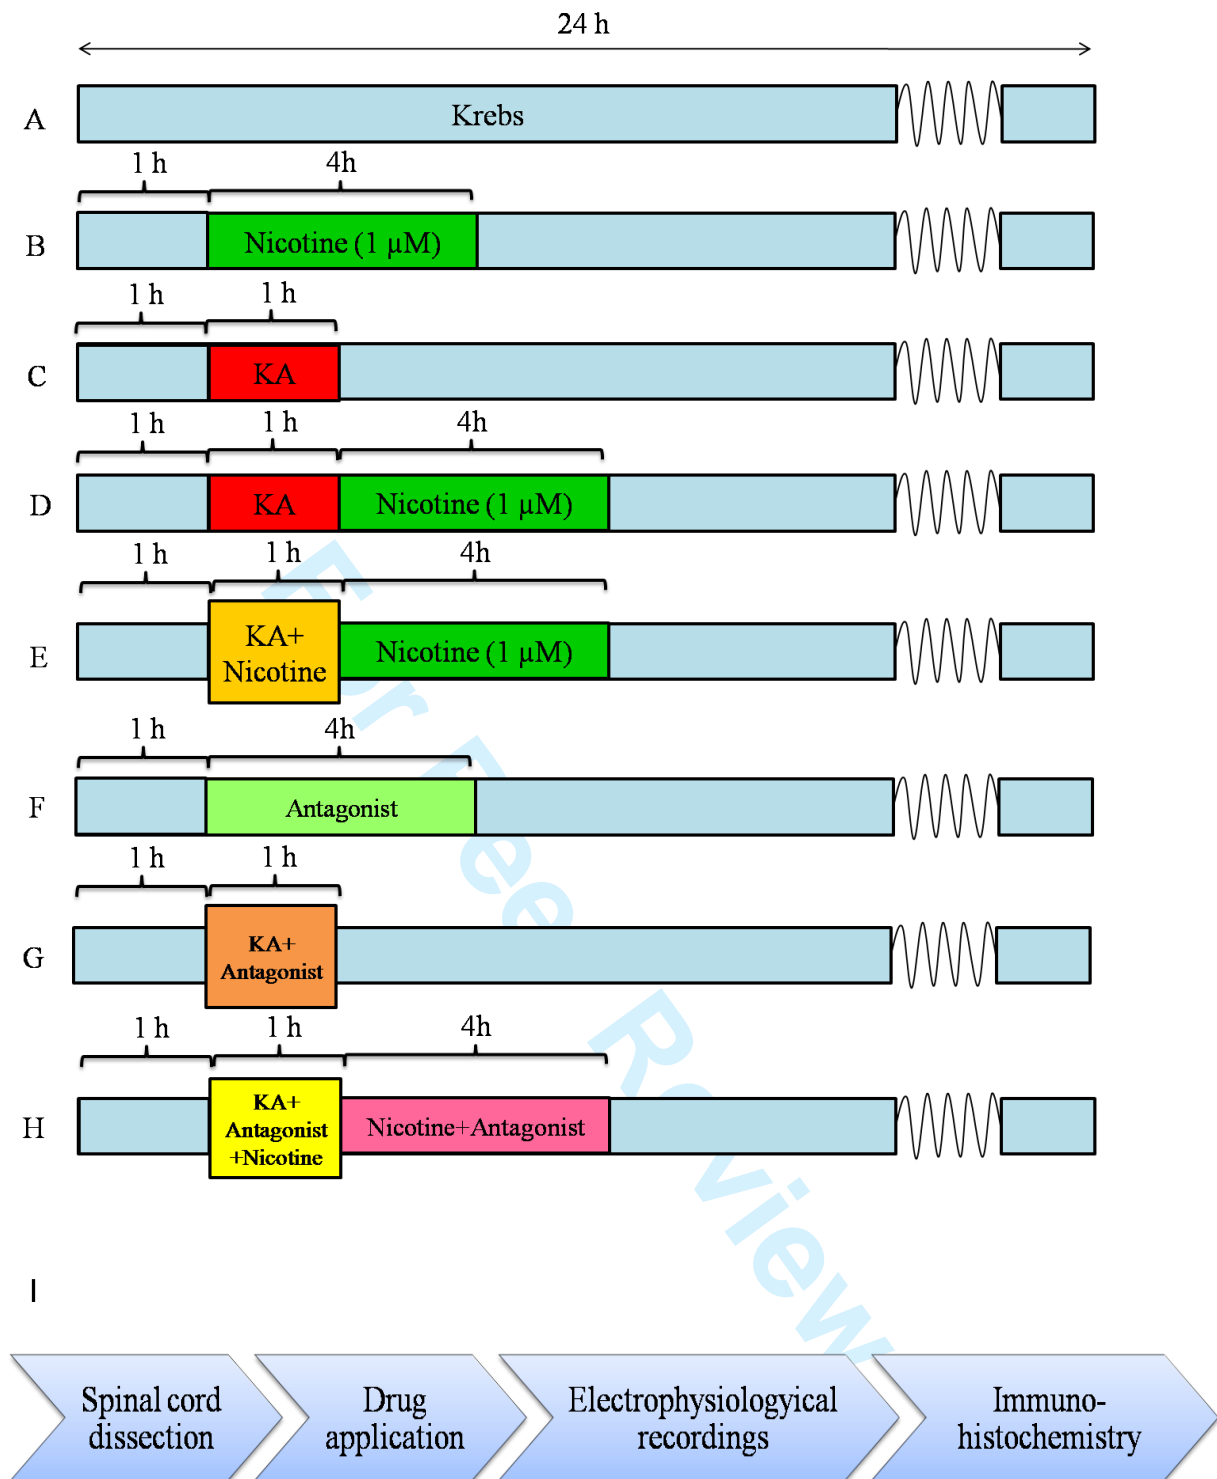 24 h
A
Krebs
1 h
4h
B
Nicotine (1 µM)
1 h
1 h
C
KA
1 h
1 h
4h
D
KA
Nicotine (1 µM)
1 h
1 h
4h
E
KA+
Nicotine
Nicotine (1 µM)
1 h
4h
F
Antagonist
1 h
1 h
G
KA+
Antagonist
1 h
1 h
4h
H
KA+
Antagonist
+Nicotine
Nicotine+Antagonist
For Peer Review
I
Spinal cord
dissection
Drug
application
Electrophysiologyical
recordings
Immuno-
histochemistry